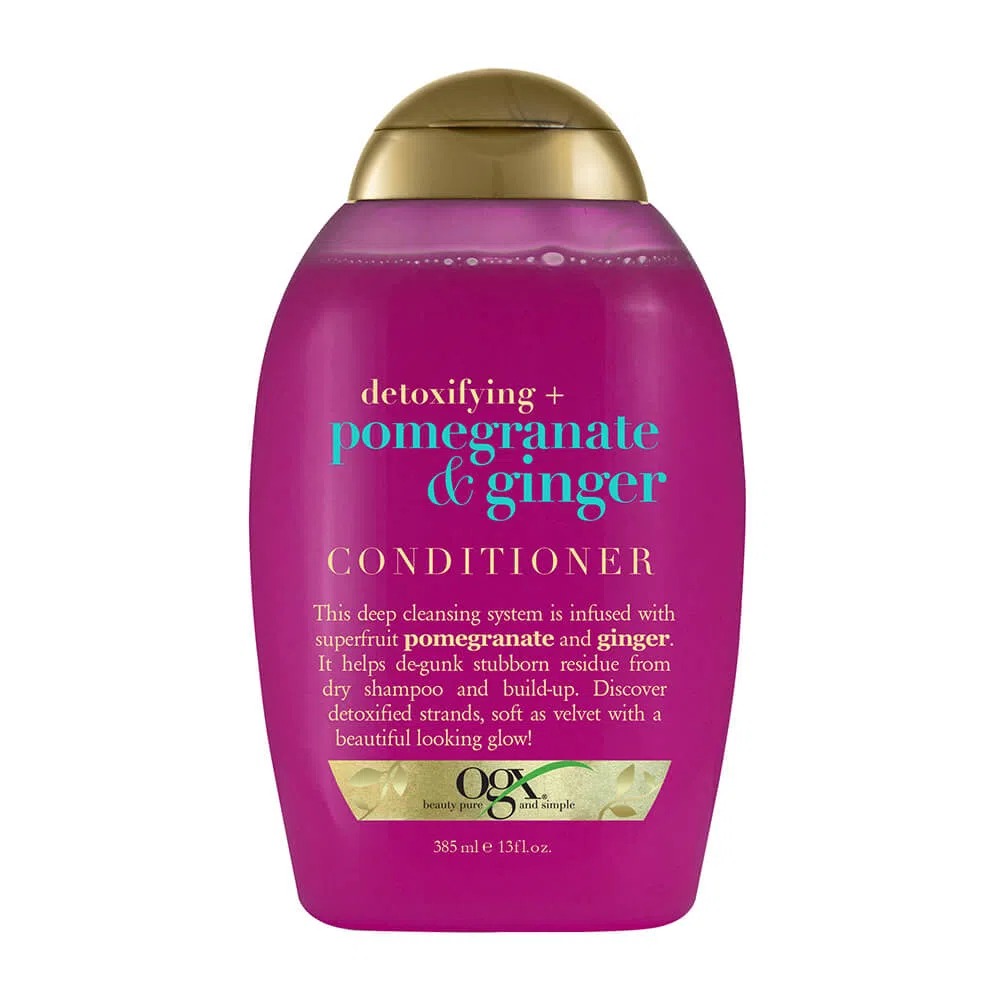 detoxifying +
pomegranate
& ginger
CONDITIONER
This deep cleansing system is infused with
superfruit pomegranate and ginger.
It helps de-gunk stubborn residue from
dry shampoo and build-up. Discover
detoxified strands, soft as velvet with a
beautiful looking glow!
ogx®
beauty pure and simple
385 ml e 13fl.oz.